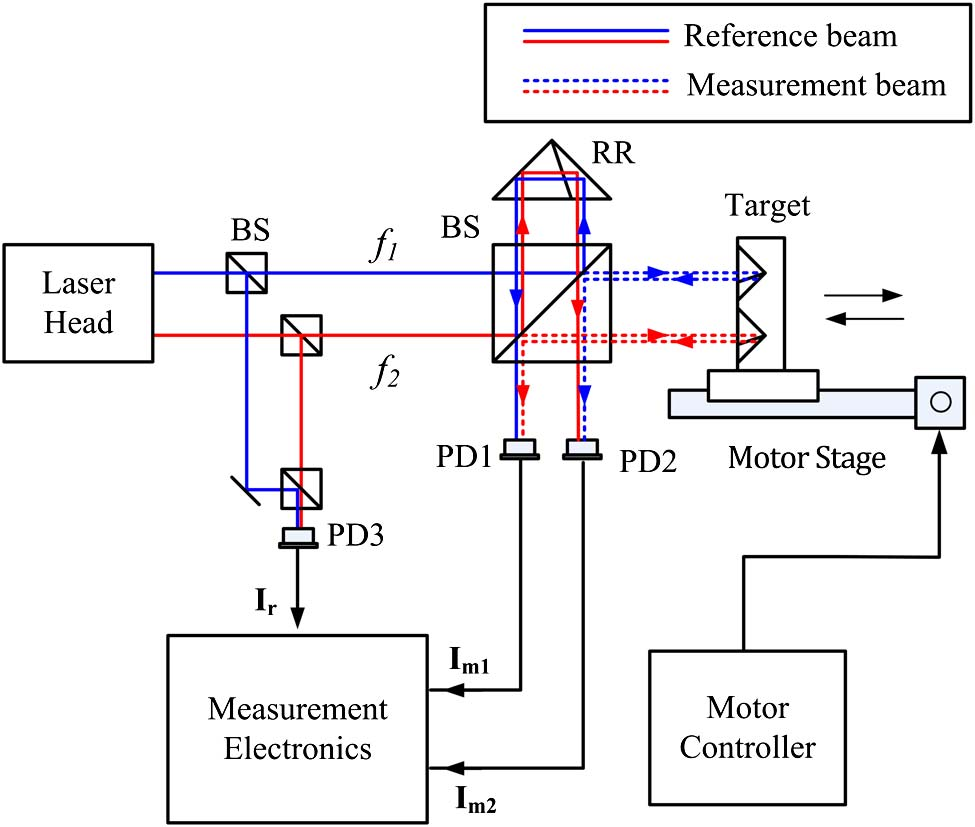 Reference beam
Measurement beam
RR
BS
BS
Target
Laser
Head
f1
f2
PD1
PD2
Motor Stage
PD3
Ir
Im1
Im2
Measurement
Electronics
Motor
Controller